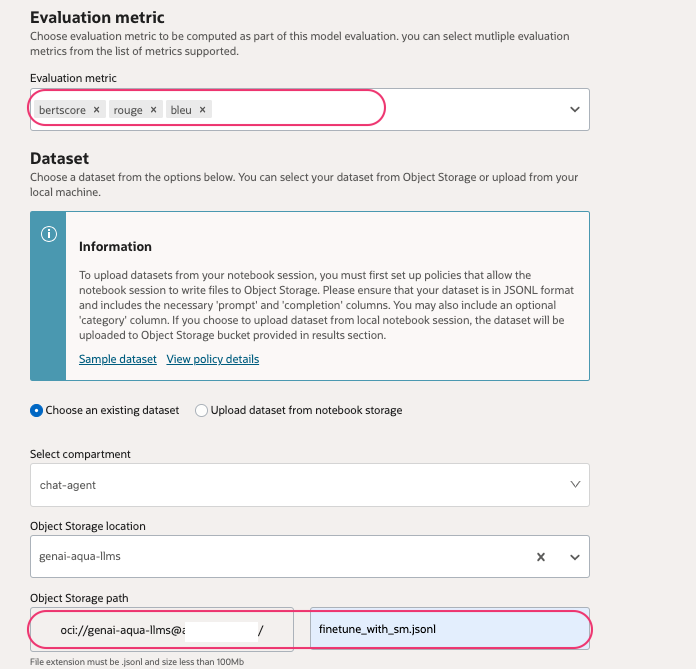 Evaluation metric
Choose evaluation metric to be computed as part of this model evaluation. you can select mutliple evaluation
metrics from the list of metrics supported.
Evaluation metric
bertscore × rouge × bleu ×
Dataset
Choose a dataset from the options below. You can select your dataset from Object Storage or upload from your
local machine.
Information
To upload datasets from your notebook session, you must first set up policies that allow the
notebook session to write files to Object Storage. Please ensure that your dataset is in JSONL format
and includes the necessary 'prompt' and 'completion' columns. You may also include an optional
'category' column. If you choose to upload dataset from local notebook session, the dataset will be
uploaded to Object Storage bucket provided in results section.
Sample dataset View policy details
Choose an existing dataset Upload dataset from notebook storage
Select compartment
chat-agent
Object Storage location
genai-aqua-llms
Object Storage path
oci://genai-aqua-llms@a / finetune_with_sm.jsonl
File extension must be .jsonl and size less than 100Mb